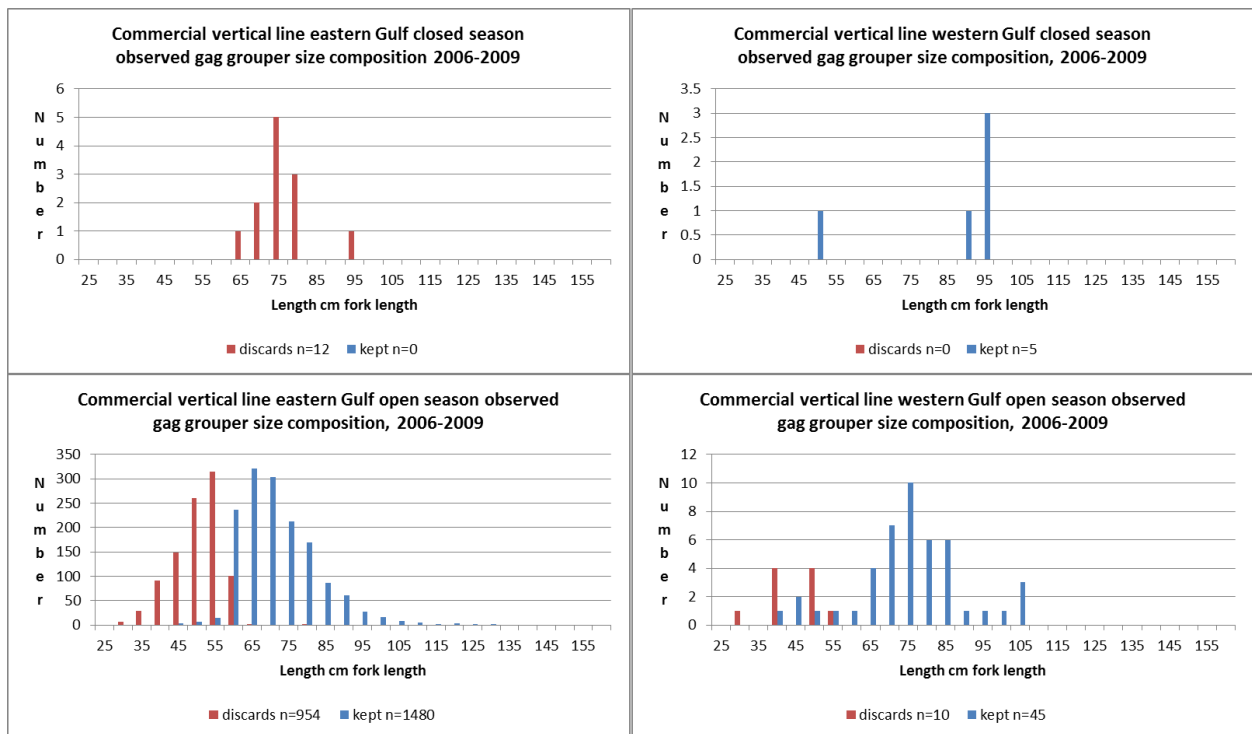 Commercial vertical line eastern Gulf closed season
observed gag grouper size composition 2006-2009
Number
6
5
4
3
2
1
0
25 35 45 55 65 75 85 95 105 115 125 135 145 155
Length cm fork length
discards n=12 kept n=0
Commercial vertical line western Gulf closed season
observed gag grouper size composition, 2006-2009
Number
3.5
3
2.5
2
1.5
1
0.5
0
25 35 45 55 65 75 85 95 105 115 125 135 145 155
Length cm fork length
discards n=0 kept n=5
Commercial vertical line eastern Gulf open season observed
gag grouper size composition, 2006-2009
Number
350
300
250
200
150
100
50
0
25 35 45 55 65 75 85 95 105 115 125 135 145 155
Length cm fork length
discards n=954 kept n=1480
Commercial vertical line western Gulf open season observed
gag grouper size composition, 2006-2009
Number
12
10
8
6
4
2
0
25 35 45 55 65 75 85 95 105 115 125 135 145 155
Length cm fork length
discards n=10 kept n=45